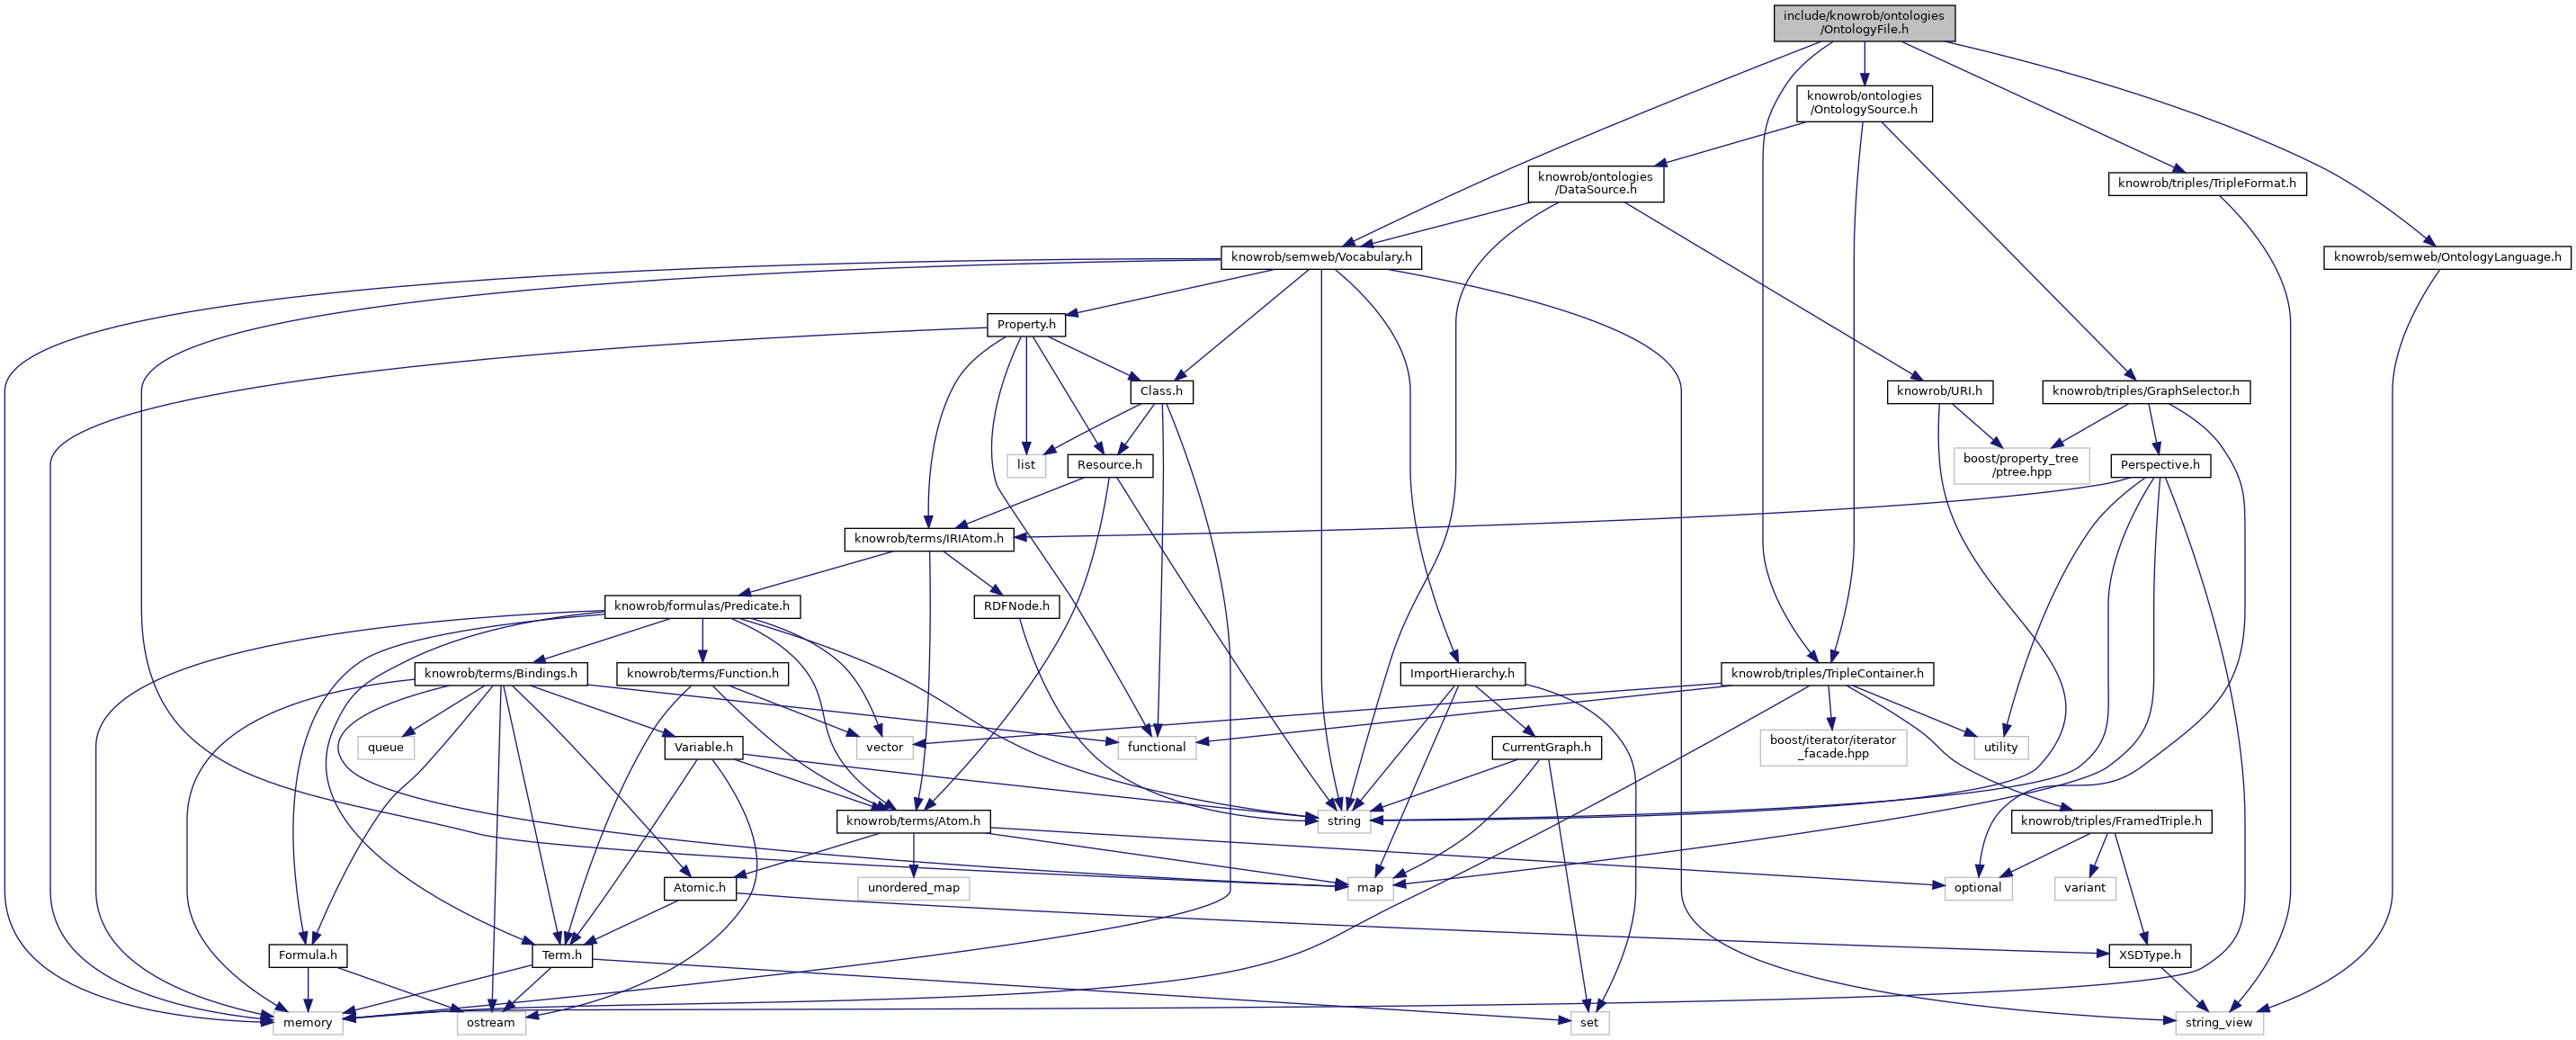 include/knowrob/ontologies
/OntologyFile.h
knowrob/ontologies
/OntologySource.h
knowrob/ontologies
/DataSource.h
knowrob/triples/TripleFormat.h
knowrob/semweb/Vocabulary.h
knowrob/semweb/OntologyLanguage.h
Property.h
Class.h
knowrob/URI.h
knowrob/triples/GraphSelector.h
list
Resource.h
boost/property_tree
/ptree.hpp
Perspective.h
knowrob/terms/IRIAtom.h
knowrob/formulas/Predicate.h
RDFNode.h
knowrob/terms/Bindings.h
knowrob/terms/Function.h
ImportHierarchy.h
knowrob/triples/TripleContainer.h
queue
Variable.h
vector
functional
CurrentGraph.h
boost/iterator/iterator
_facade.hpp
utility
knowrob/terms/Atom.h
string
knowrob/triples/FramedTriple.h
Atomic.h
unordered_map
map
optional
variant
Formula.h
Term.h
XSDType.h
memory
ostream
set
string_view